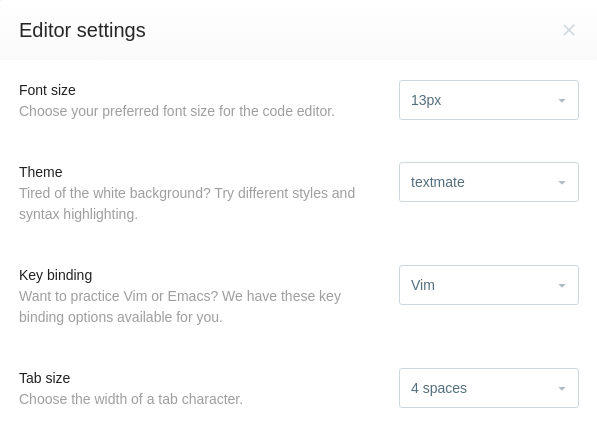 Editor settings
Font size
Choose your preferred font size for the code editor.
13px
Theme
Tired of the white background? Try different styles and
syntax highlighting.
textmate
Key binding
Want to practice Vim or Emacs? We have these key
binding options available for you.
Vim
Tab size
Choose the width of a tab character.
4 spaces